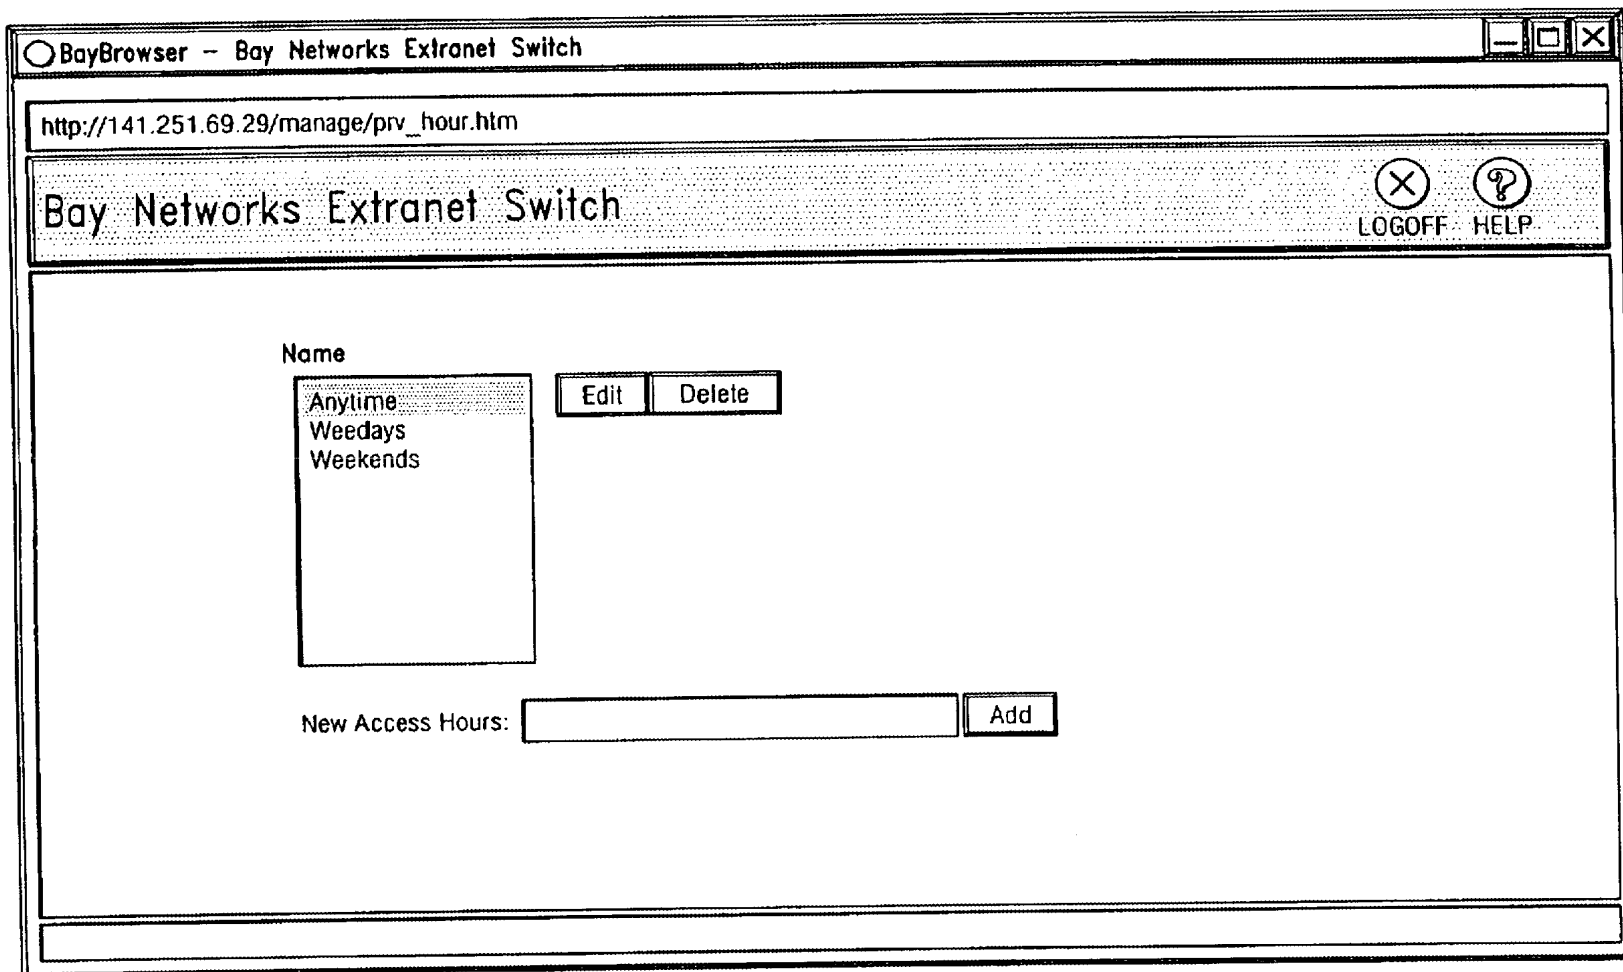 BayBrowser – Bay Networks Extranet Switch
http://141.251.69.29/manage/prv_hour.htm
Bay Networks Extranet Switch
LOGOFF HELP
Name
Anytime
Edit Delete
Weedays
Weekends
New Access Hours:
Add